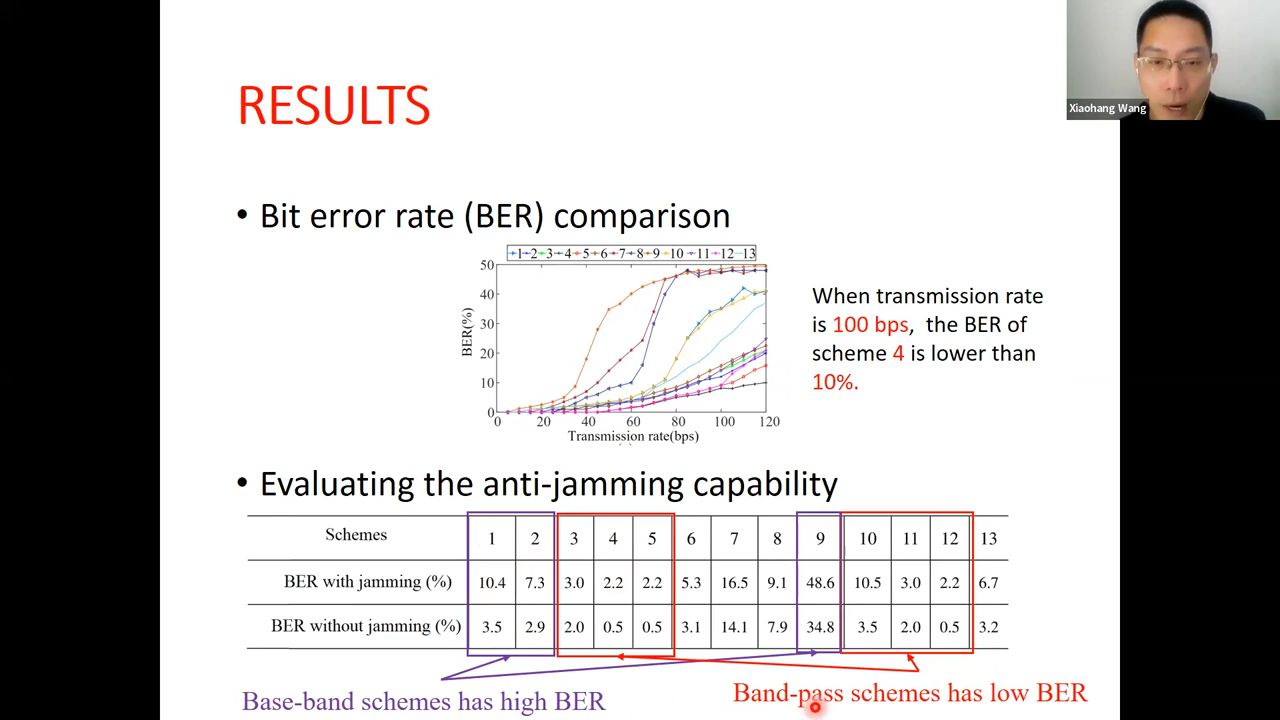 Xiaohang Wang
RESULTS
• Bit error rate (BER) comparison
1 2 3 4 5 6 7 8 9 10 11 12 13
50
40
30
20
10
0
BER(%)
0 20 40 60 80 100 120
Transmission rate(bps)
When transmission rate
is 100 bps, the BER of
scheme 4 is lower than
10%.
• Evaluating the anti-jamming capability
Schemes 1 2 3 4 5 6 7 8 9 10 11 12 13
BER with jamming (%) 10.4 7.3 3.0 2.2 2.2 5.3 16.5 9.1 48.6 10.5 3.0 2.2 6.7
BER without jamming (%) 3.5 2.9 2.0 0.5 0.5 3.1 14.1 7.9 34.8 3.5 2.0 0.5 3.2
Base-band schemes has high BER
Band-pass schemes has low BER